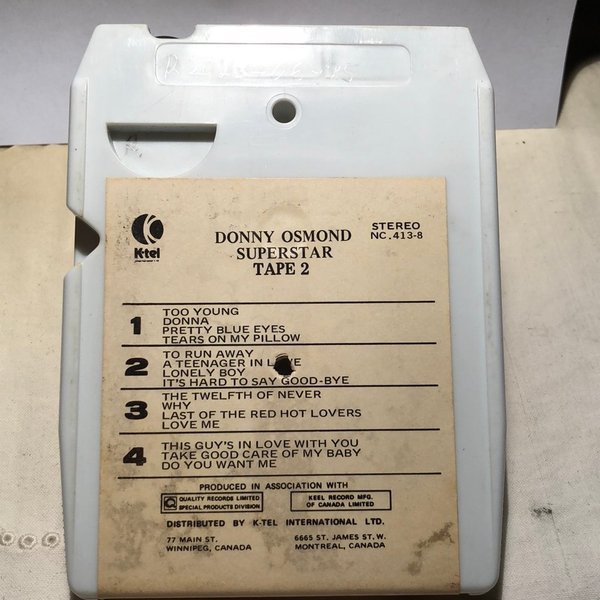 K-tel
DONNY OSMOND
SUPERSTAR
TAPE 2
STEREO
NC.413-8
1
TOO YOUNG
DONNA
PRETTY BLUE EYES
TEARS ON MY PILLOW
2
TO RUN AWAY
A TEENAGER IN
LONELY BOY
IT'S HARD TO SAY GOOD-BYE
3
THE TWELFTH OF NEVER
WHY
LAST OF THE RED HOT LOVERS
LOVE ME
4
THIS GUY'S IN LOVE WITH YOU
TAKE GOOD CARE OF MY BABY
DO YOU WANT ME
PRODUCED IN ASSOCIATION WITH
QUALITY RECORDS LIMITED
SPECIAL PRODUCTS DIVISION
KEEL RECORD MFG.
OF CANADA LIMITED
DISTRIBUTED BY K-TEL INTERNATIONAL LTD.
77 MAIN ST.
WINNIPEG, CANADA
6665 ST. JAMES ST. W.
MONTREAL, CANADA